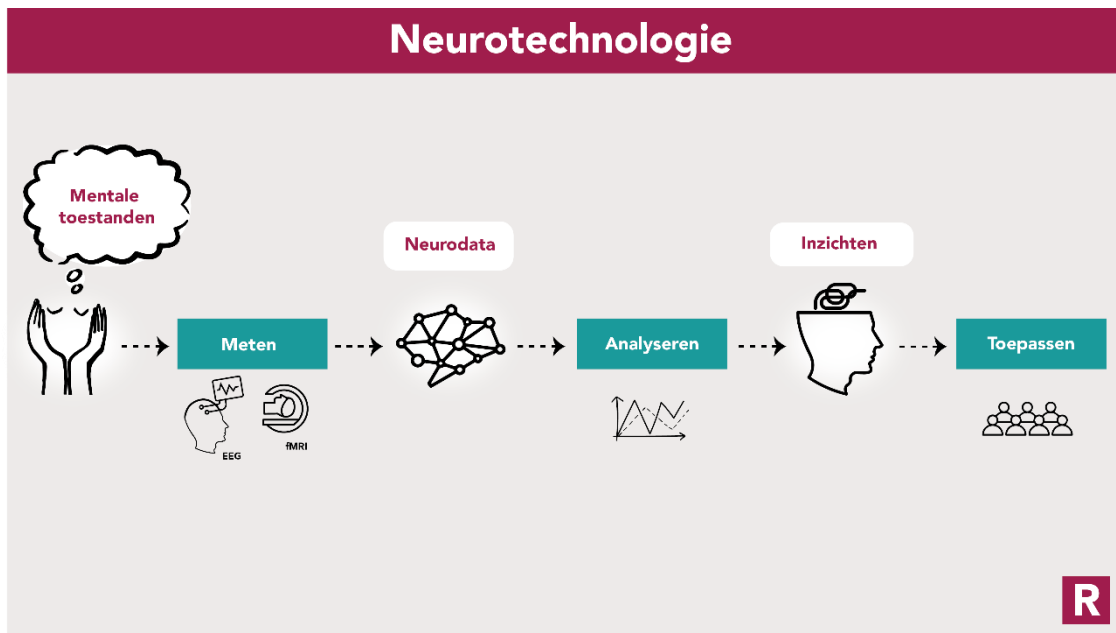 Neurotechnologie
Mentale
toestanden
Neurodata
Inzichten
Meten
Analyseren
Toepassen
EEG
fMRI
R